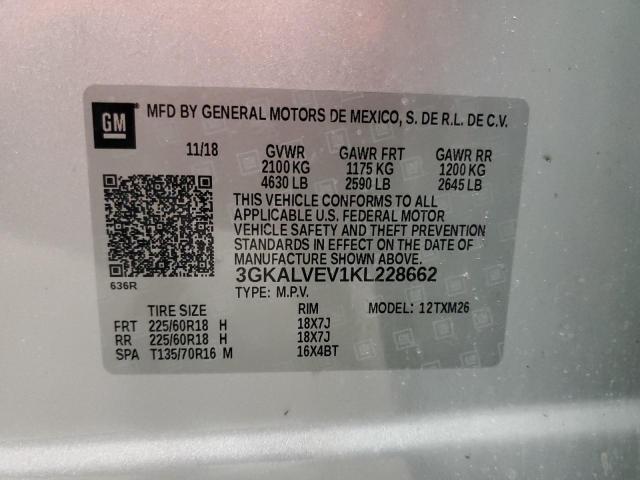 GM
MFD BY GENERAL MOTORS DE MEXICO, S. DE R.L. DE C.V.
11/18 GVWR GAWR FRT GAWR RR
2100 KG 1175 KG 1200 KG
4630 LB 2590 LB 2645 LB
THIS VEHICLE CONFORMS TO ALL
APPLICABLE U.S. FEDERAL MOTOR
VEHICLE SAFETY AND THEFT PREVENTION
STANDARDS IN EFFECT ON THE DATE OF
MANUFACTURE SHOWN ABOVE.
3GKALVEV1KL228662
636R TYPE: M.P.V.
TIRE SIZE RIM MODEL: 12TXM26
FRT 225/60R18 H 18X7J
RR 225/60R18 H 18X7J
SPA T135/70R16 M 16X4BT